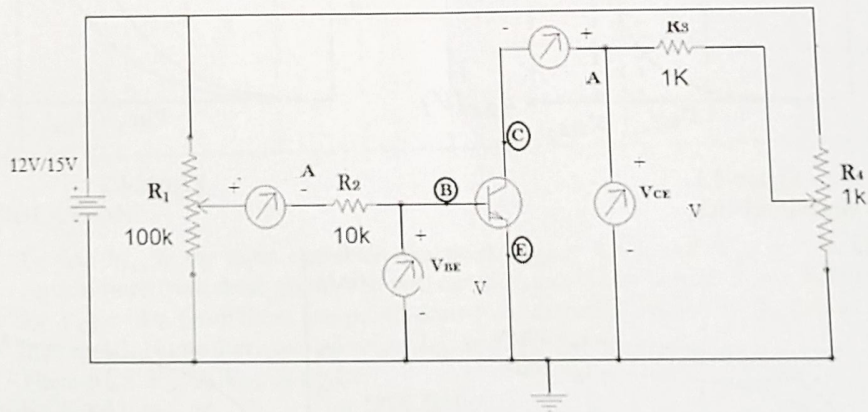 - + R3
A 1K
C
12V/15V
+
-
R1
100k
+ A -
R2
10k
B
+
VBE
V
-
E
+
VCE
V
-
R4
1k